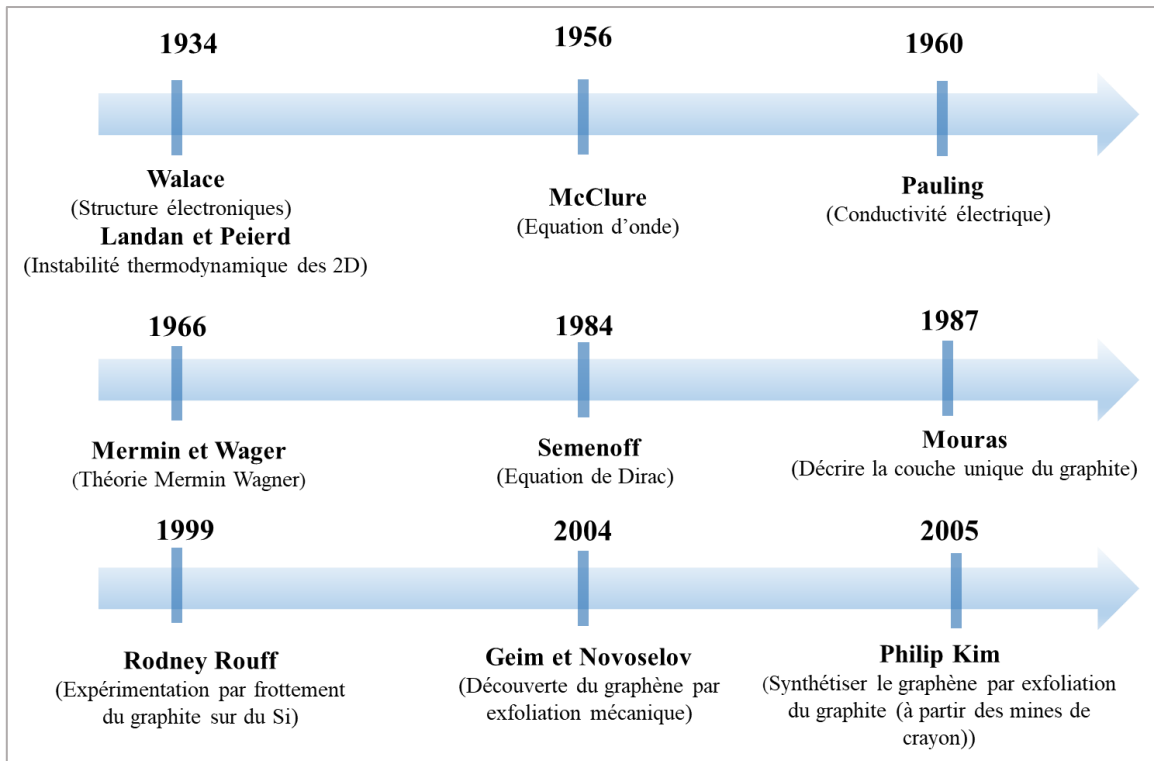 1934
1956
1960
Walace
(Structure électroniques)
Landan et Peierd
(Instabilité thermodynamique des 2D)
McClure
(Equation d’onde)
Pauling
(Conductivité électrique)
1966
1984
1987
Mermin et Wager
(Théorie Mermin Wagner)
Semenoff
(Equation de Dirac)
Mouras
(Décrire la couche unique du graphite)
1999
2004
2005
Rodney Rouff
(Expérimentation par frottement
du graphite sur du Si)
Geim et Novoselov
(Découverte du graphène par
exfoliation mécanique)
Philip Kim
(Synthétiser le graphène par exfoliation
du graphite (à partir des mines de
crayon))